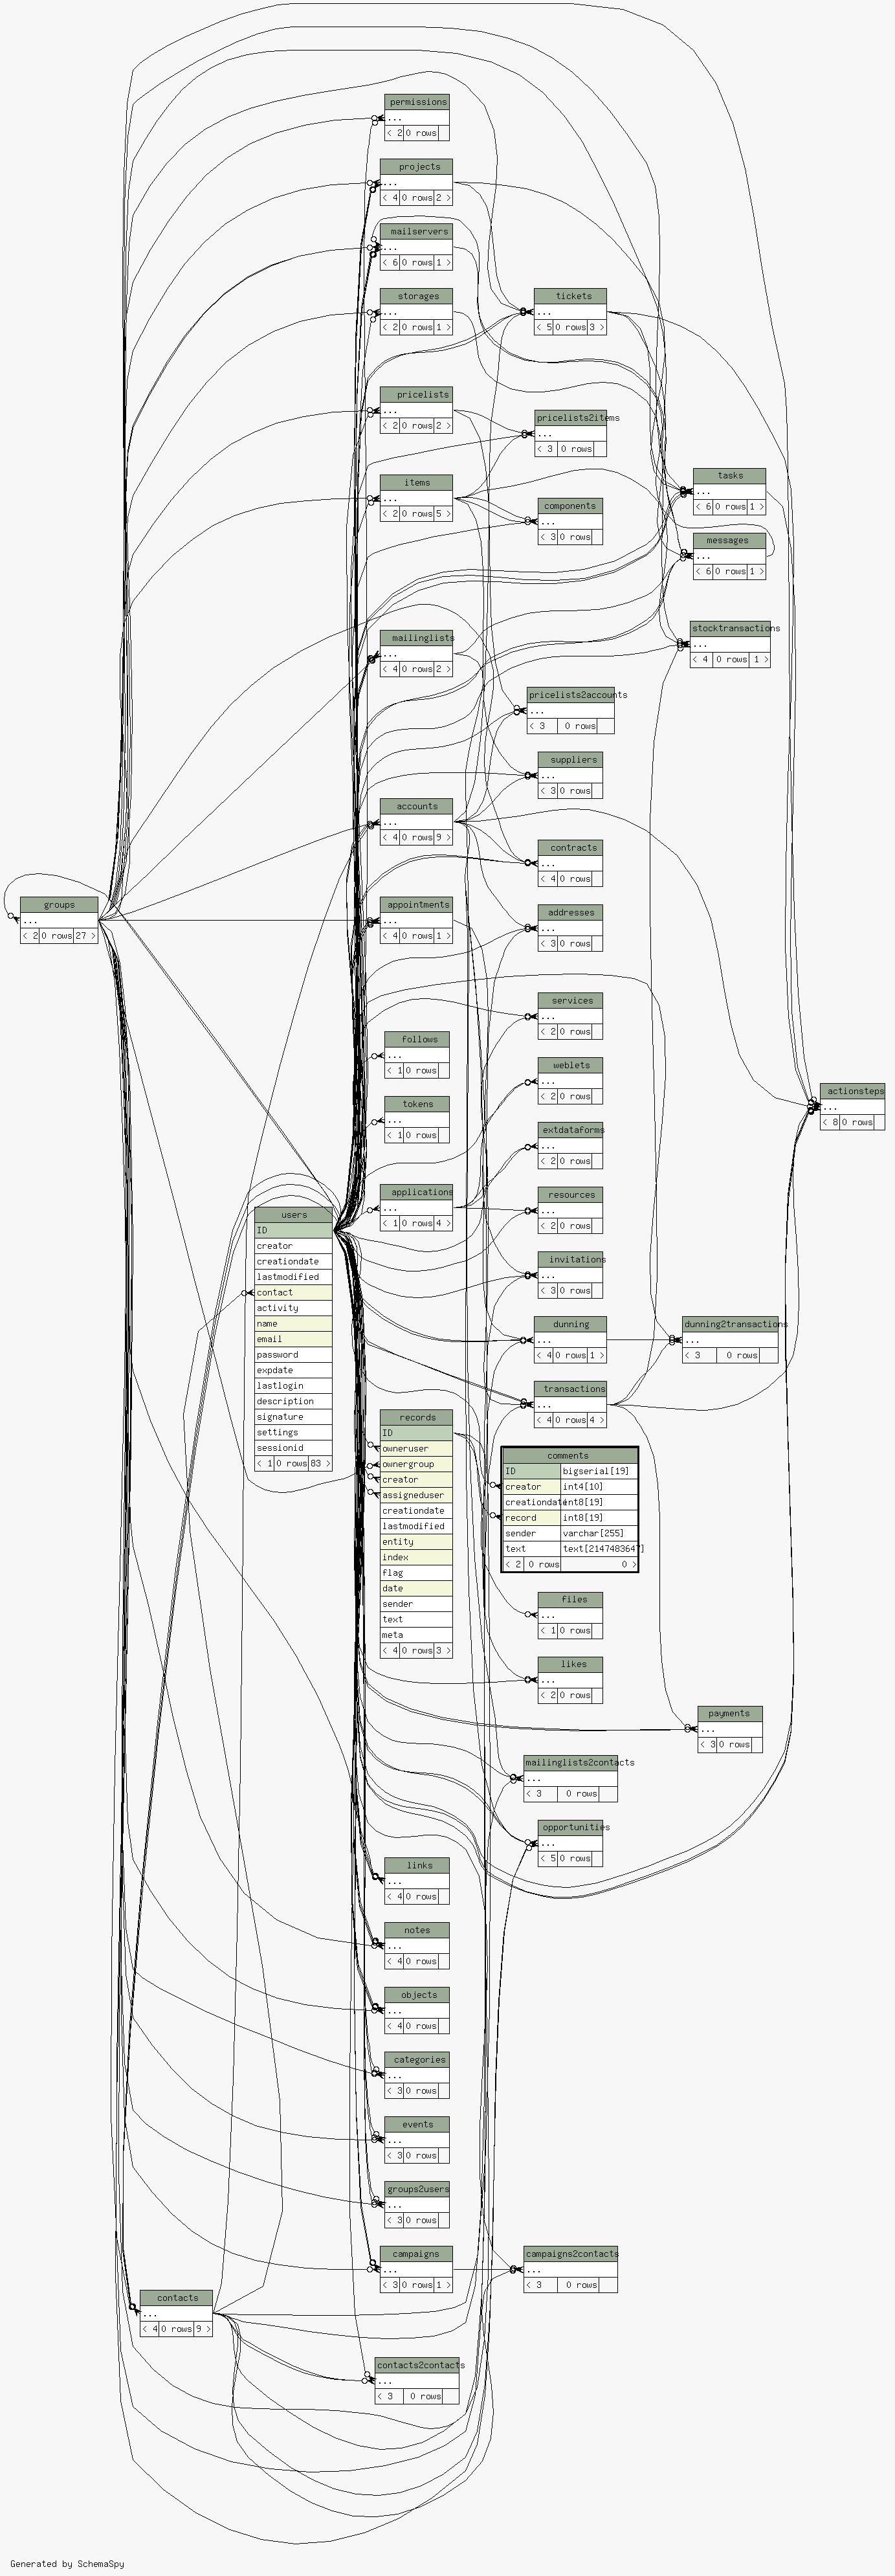 permissions
...
< 2 0 rows
projects
...
< 4 0 rows 2 >
mailservers
...
< 6 0 rows 1 >
storages
...
< 2 0 rows 1 >
tickets
...
< 5 0 rows 3 >
pricelists
...
< 2 0 rows 2 >
pricelists2items
...
< 3 0 rows
items
...
< 2 0 rows 5 >
tasks
...
< 6 0 rows 1 >
components
...
< 3 0 rows
messages
...
< 6 0 rows 1 >
stocktransactions
...
< 4 0 rows 1 >
mailinglists
...
< 4 0 rows 2 >
pricelists2accounts
...
< 3 0 rows
suppliers
...
< 3 0 rows
accounts
...
< 4 0 rows 9 >
contracts
...
< 4 0 rows
groups
...
< 2 0 rows 27 >
appointments
...
< 4 0 rows 1 >
addresses
...
< 3 0 rows
services
...
< 2 0 rows
follows
...
< 1 0 rows
weblets
...
< 2 0 rows
actionsteps
...
< 8 0 rows
tokens
...
< 1 0 rows
extdataforms
...
< 2 0 rows
applications
...
< 1 0 rows 4 >
resources
...
< 2 0 rows
users
ID
creator
creationdate
lastmodified
contact
activity
name
email
password
expdate
lastlogin
description
signature
settings
sessionid
< 1 0 rows 83 >
invitations
...
< 3 0 rows
dunning
...
< 4 0 rows 1 >
dunning2transactions
...
< 3 0 rows
transactions
...
< 4 0 rows 4 >
records
ID
owneruser
ownergroup
creator
assigneduser
creationdate
lastmodified
entity
index
flag
date
sender
text
meta
< 4 0 rows 3 >
comments
ID bigserial[19]
creator int4[10]
creationdate int8[19]
record int8[19]
sender varchar[255]
text text[2147483647]
< 2 0 rows 0 >
files
...
< 1 0 rows
likes
...
< 2 0 rows
payments
...
< 3 0 rows
mailinglists2contacts
...
< 3 0 rows
opportunities
...
< 5 0 rows
links
...
< 4 0 rows
notes
...
< 4 0 rows
objects
...
< 4 0 rows
categories
...
< 3 0 rows
events
...
< 3 0 rows
groups2users
...
< 3 0 rows
campaigns
...
< 3 0 rows 1 >
campaigns2contacts
...
< 3 0 rows
contacts
...
< 4 0 rows 9 >
contacts2contacts
...
< 3 0 rows
Generated by SchemaSpy